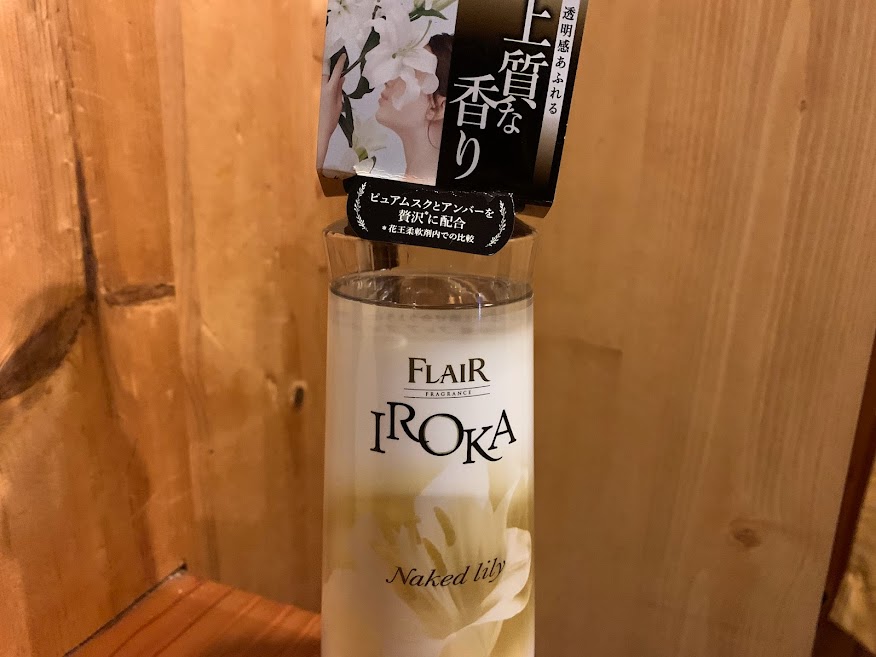 透明感あふれる
上質な
香り
ピュアムスクとアンバーを
贅沢*に配合
*花王柔軟剤内での比較
FLAIR
FRAGRANCE
IROKA
Naked lily